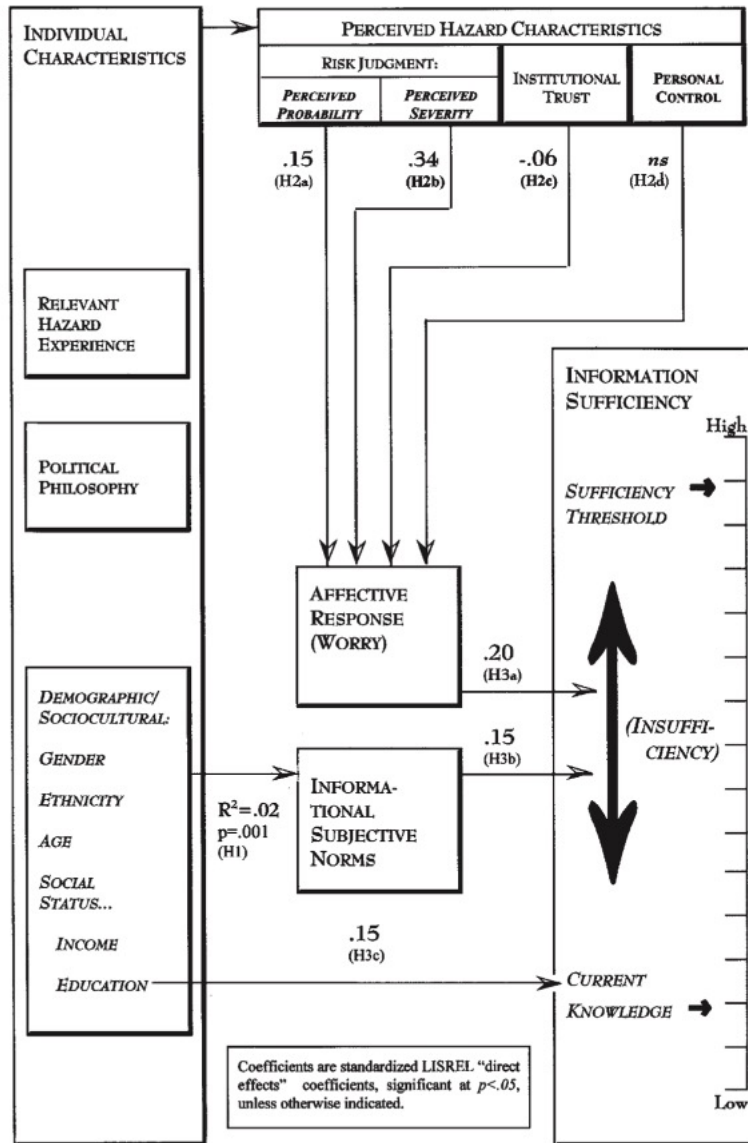 INDIVIDUAL
CHARACTERISTICS
PERCEIVED HAZARD CHARACTERISTICS
RISK JUDGMENT:
PERCEIVED
PROBABILITY
PERCEIVED
SEVERITY
INSTITUTIONAL
TRUST
PERSONAL
CONTROL
.15
(H2a)
.34
(H2b)
-.06
(H2c)
ns
(H2d)
RELEVANT
HAZARD
EXPERIENCE
POLITICAL
PHILOSOPHY
INFORMATION
SUFFICIENCY
High
SUFFICIENCY
THRESHOLD
AFFECTIVE
RESPONSE
(WORRY)
.20
(H3a)
(INSUFFI-
CIENCY)
.15
(H3b)
DEMOGRAPHIC/
SOCIOCULTURAL:
GENDER
ETHNICITY
AGE
SOCIAL
STATUS...
INCOME
EDUCATION
R²=.02
p=.001
(H1)
INFORMA-
TIONAL
SUBJECTIVE
NORMS
.15
(H3c)
CURRENT
KNOWLEDGE
Low
Coefficients are standardized LISREL "direct
effects" coefficients, significant at p<.05,
unless otherwise indicated.